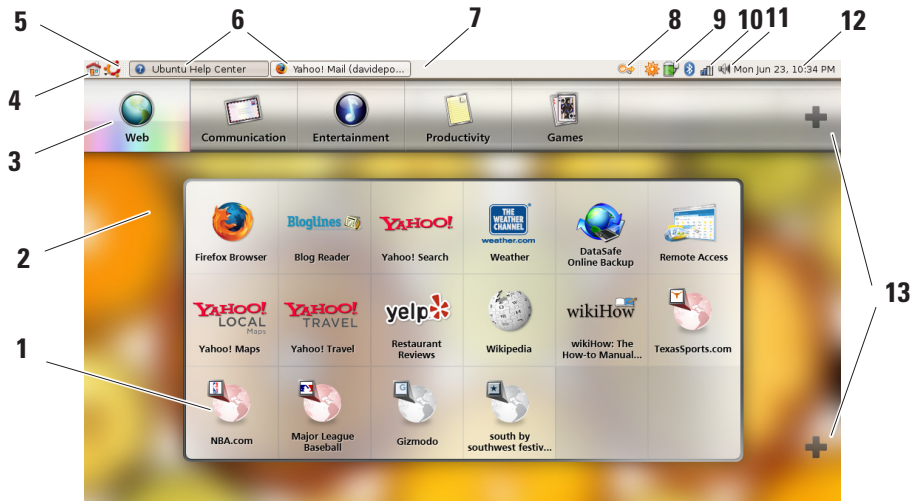 5 6 7 8 9 10 11 12
Ubuntu Help Center Yahoo! Mail (davidepo... Mon Jun 23, 10:34 PM
4
3
Web Communication Entertainment Productivity Games
2
Bloglines YAHOO! THE WEATHER CHANNEL weather.com
Firefox Browser Blog Reader Yahoo! Search Weather DataSafe Online Backup Remote Access
13
YAHOO! LOCAL Maps YAHOO! TRAVEL yelp wikiHow
Yahoo! Maps Yahoo! Travel Restaurant Reviews Wikipedia wikiHow: The How-to Manual... TexasSports.com
1
G
NBA.com Major League Baseball Gizmodo south by southwest festiv...